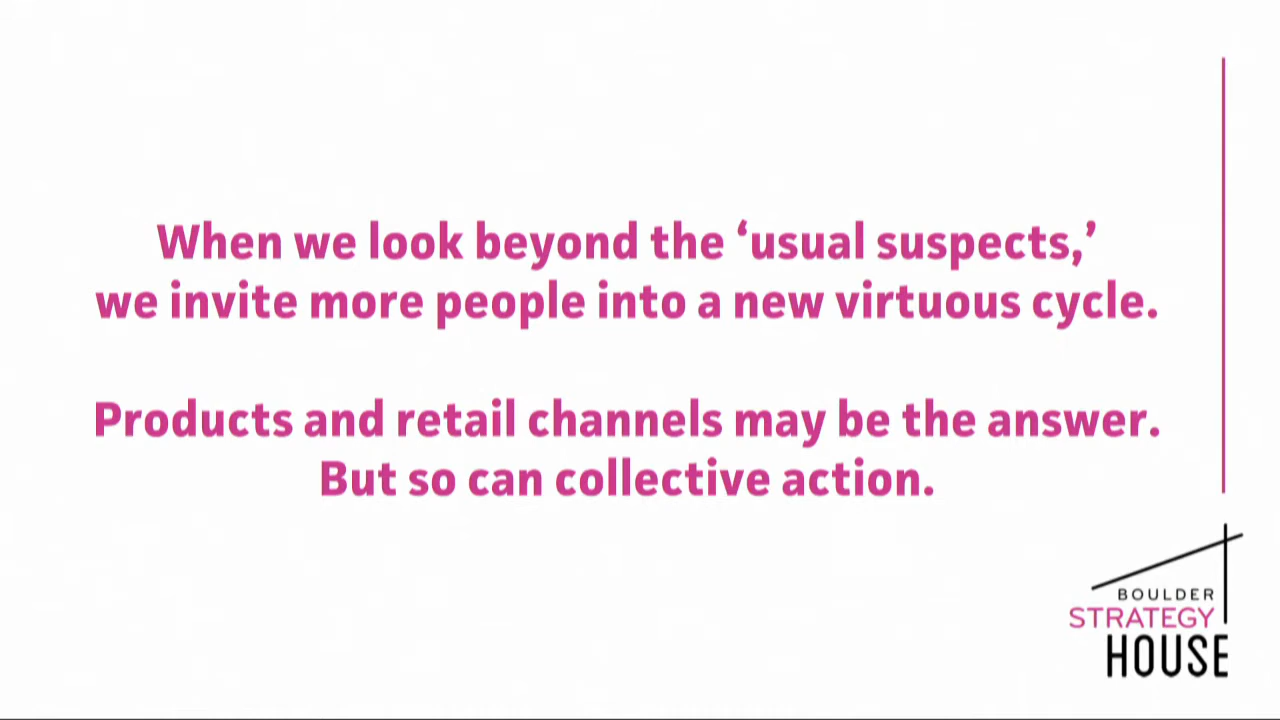 When we look beyond the ‘usual suspects,’
we invite more people into a new virtuous cycle.
Products and retail channels may be the answer.
But so can collective action.
BOULDER
STRATEGY
HOUSE